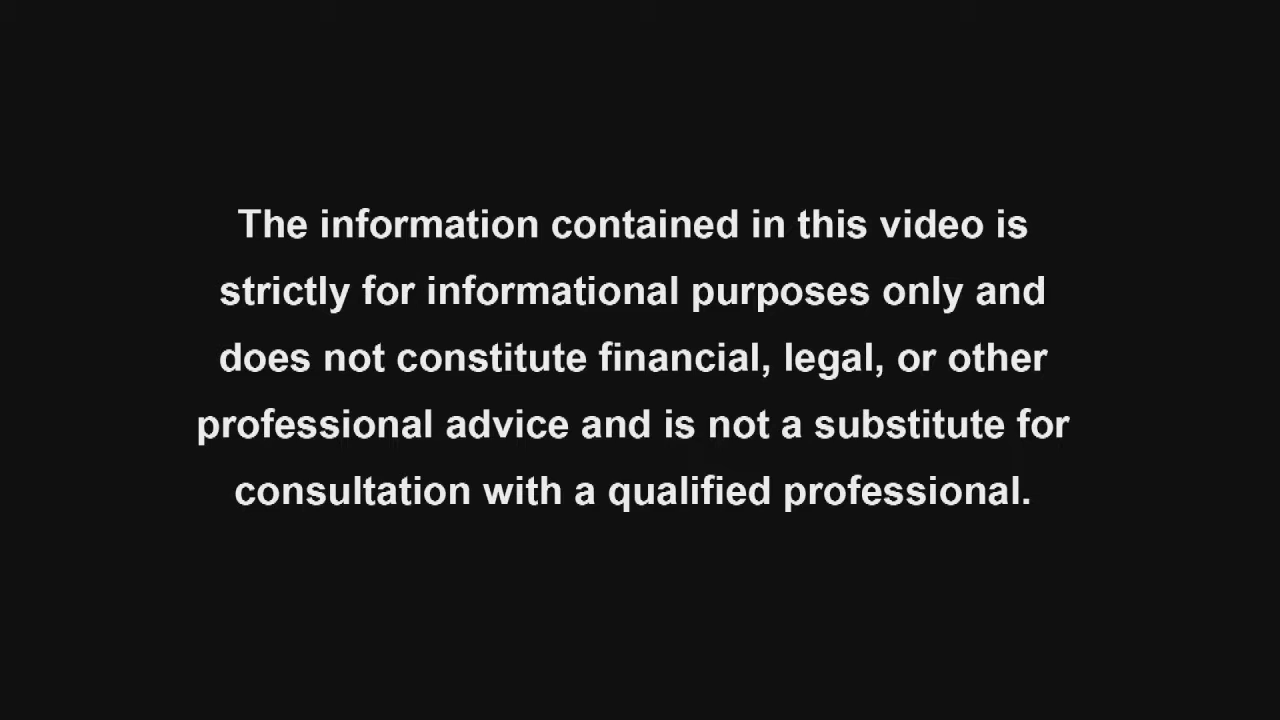 The information contained in this video is
strictly for informational purposes only and
does not constitute financial, legal, or other
professional advice and is not a substitute for
consultation with a qualified professional.